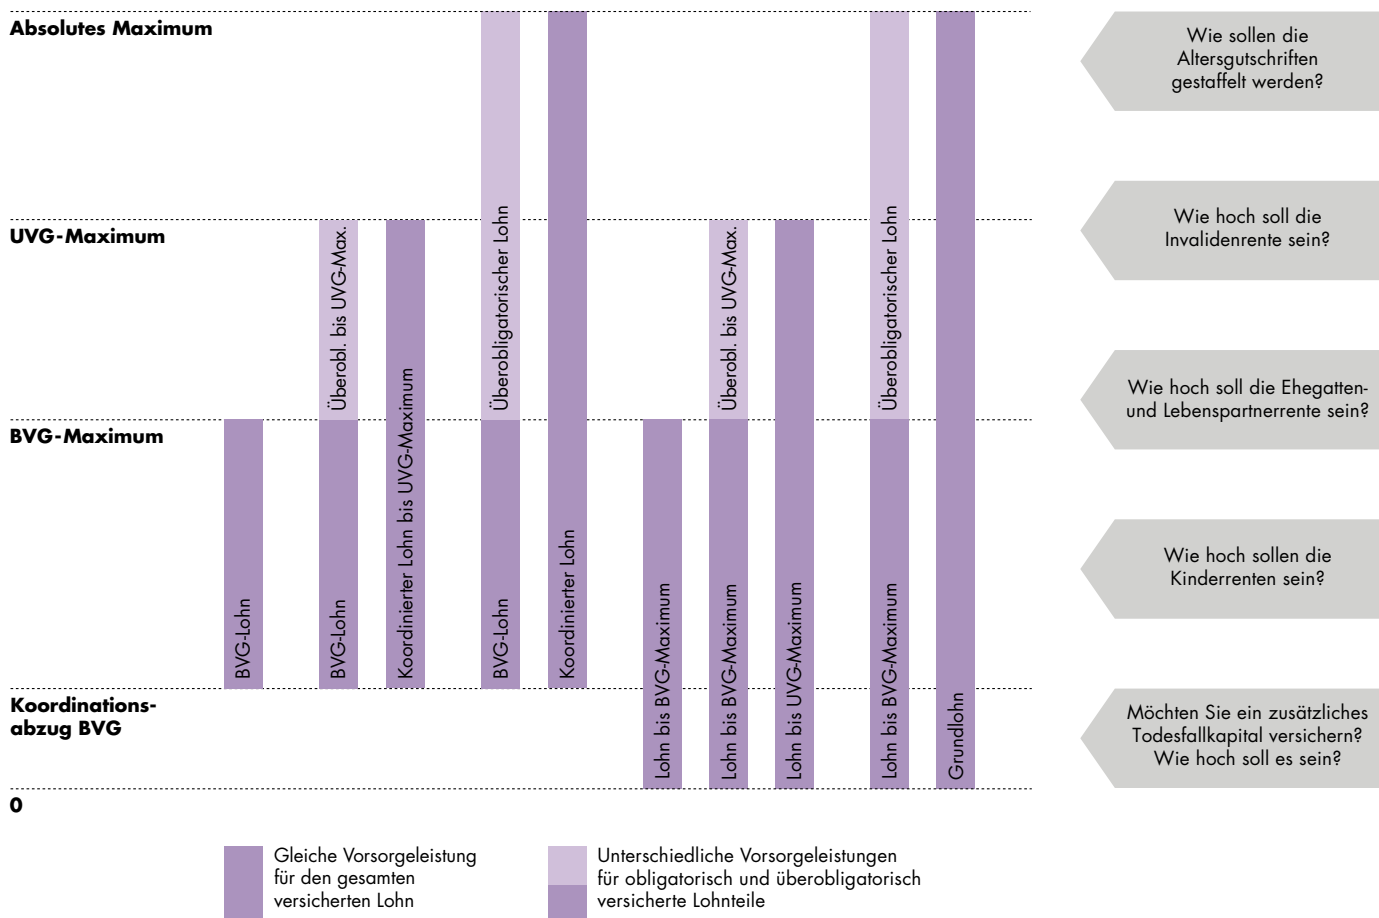 Absolutes Maximum
UVG-Maximum
BVG-Maximum
Koordinations-
abzug BVG
0
BVG-Lohn
Überobl. bis UVG-Max.
BVG-Lohn
Koordinierter Lohn bis UVG-Maximum
Überobligatorischer Lohn
BVG-Lohn
Koordinierter Lohn
Lohn bis BVG-Maximum
Überobl. bis UVG-Max.
Lohn bis BVG-Maximum
Lohn bis UVG-Maximum
Überobligatorischer Lohn
Lohn bis BVG-Maximum
Grundlohn
Wie sollen die
Altersgutschriften
gestaffelt werden?
Wie hoch soll die
Invalidenrente sein?
Wie hoch soll die Ehegatten-
und Lebenspartnerrente sein?
Wie hoch sollen die
Kinderrenten sein?
Möchten Sie ein zusätzliches
Todesfallkapital versichern?
Wie hoch soll es sein?
Gleiche Vorsorgeleistung
für den gesamten
versicherten Lohn
Unterschiedliche Vorsorgeleistungen
für obligatorisch und überobligatorisch
versicherte Lohnteile